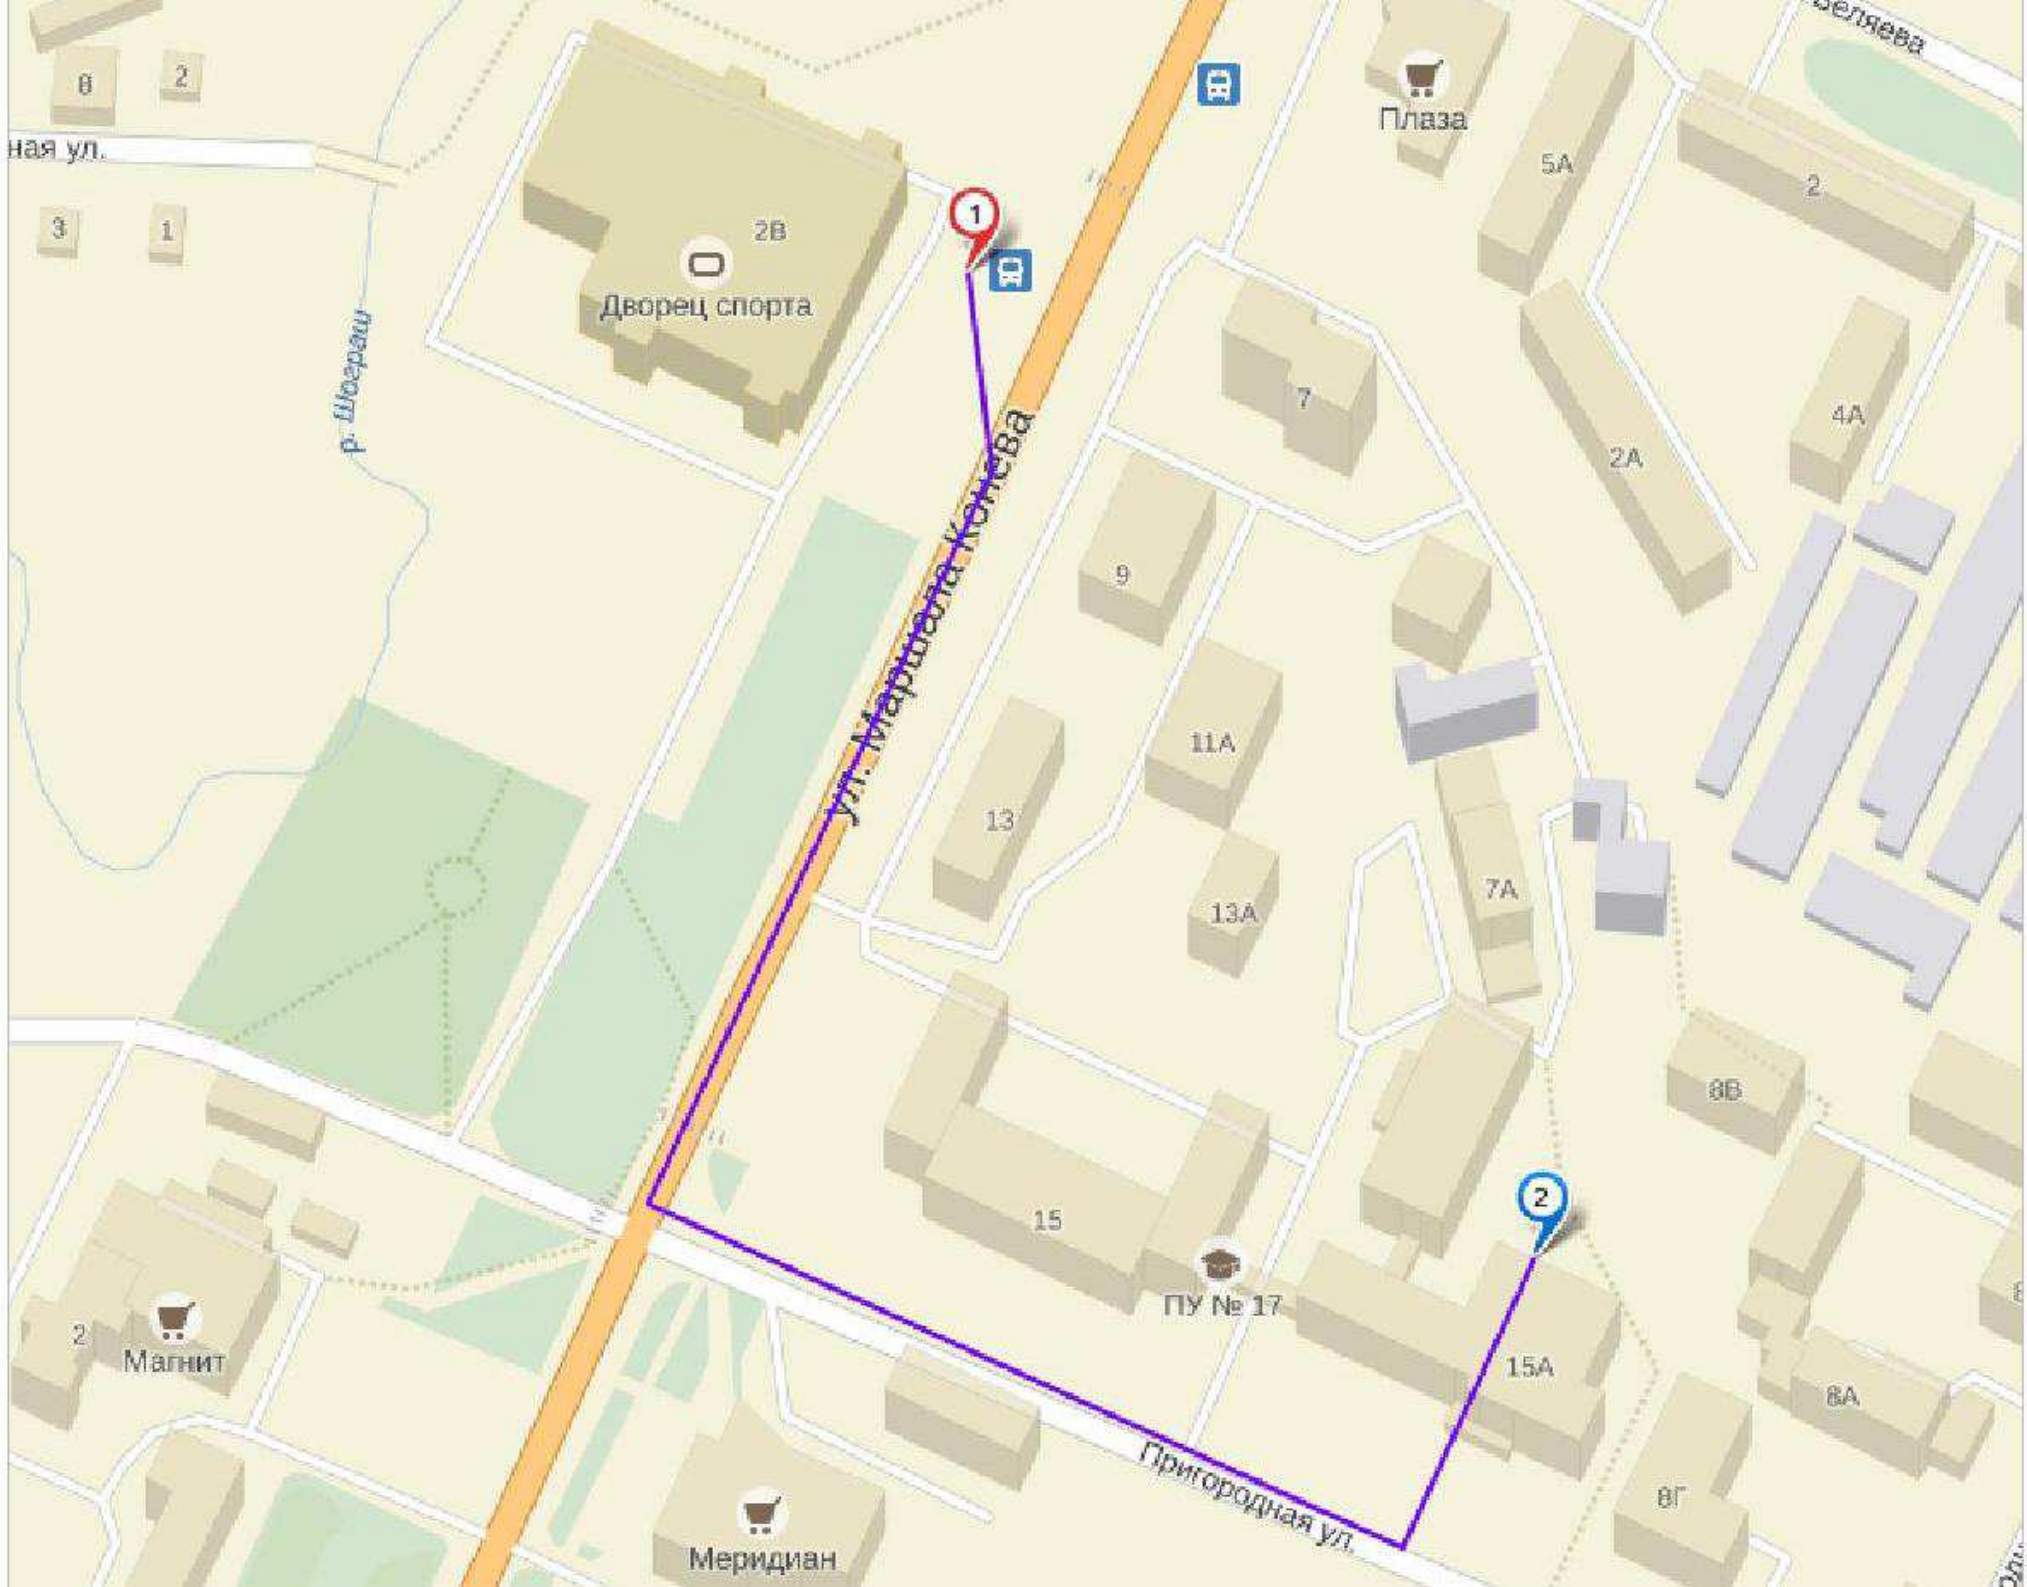 Беляева
8
2
Плаза
5А
2
ная ул.
1
3
1
2В
Дворец спорта
р. Шограш
7
4А
2А
ул. Маршала Конева
9
11А
13
7А
13А
8В
2
15
ПУ № 17
2
Магнит
15А
8А
Пригородная ул.
8Г
Меридиан